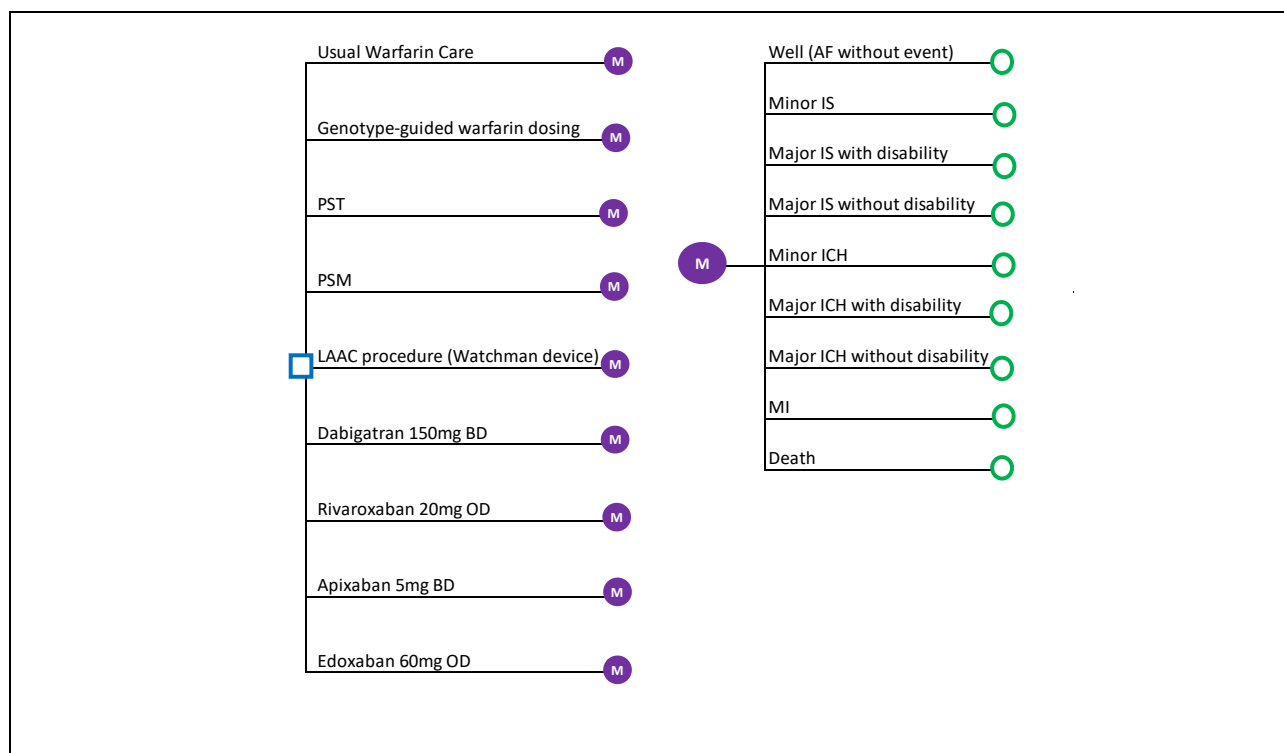 Usual Warfarin Care
M
Genotype-guided warfarin dosing
M
PST
M
PSM
M
LAAC procedure (Watchman device)
M
Dabigatran 150mg BD
M
Rivaroxaban 20mg OD
M
Apixaban 5mg BD
M
Edoxaban 60mg OD
M
M
Well (AF without event)
Minor IS
Major IS with disability
Major IS without disability
Minor ICH
Major ICH with disability
Major ICH without disability
MI
Death